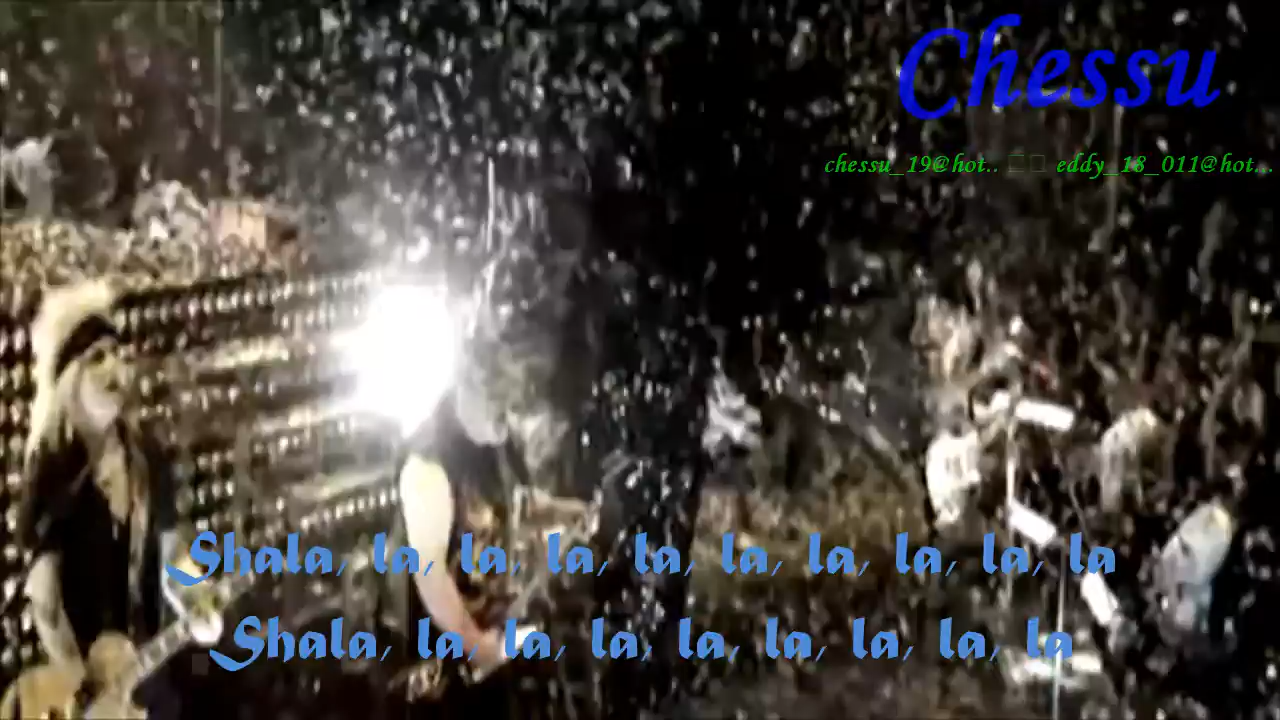 Chessu
chessu_19@hot.. □□ eddy_18_011@hot...
Shala, la, la, la, la, la, la, la, la, la
Shala, la, la, la, la, la, la, la, la